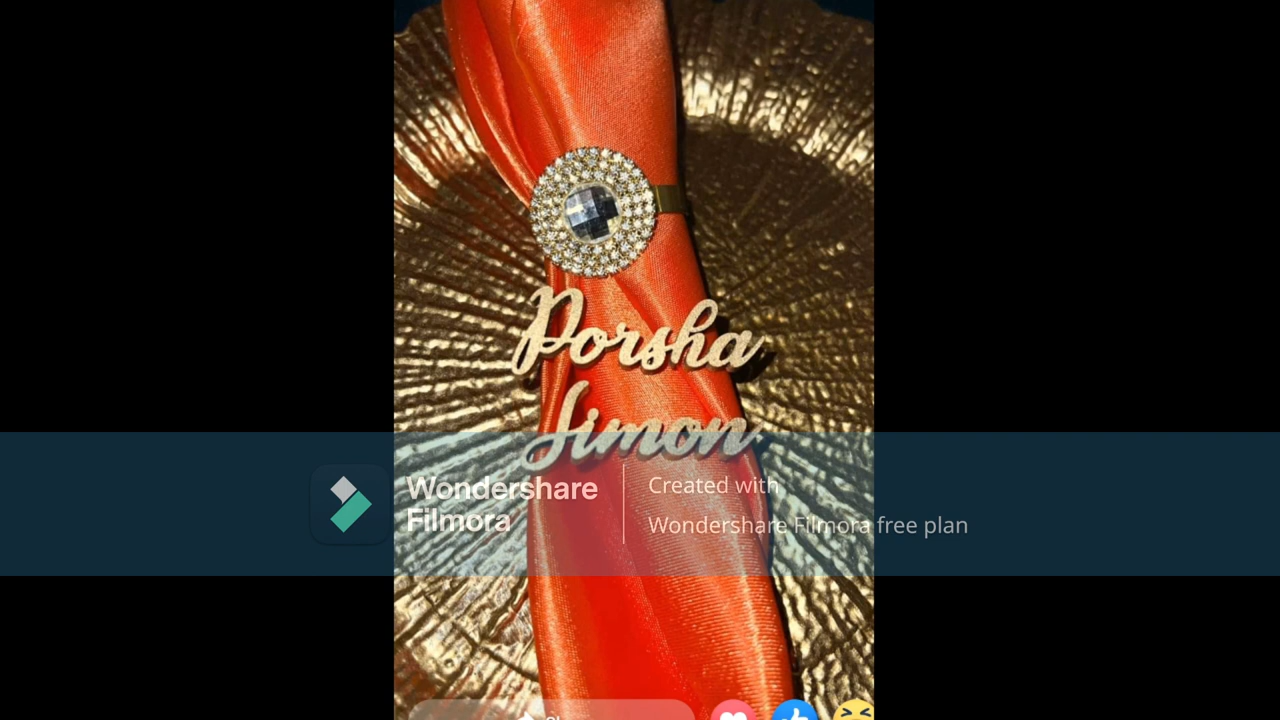 Porsha
Simon
Wondershare
Filmora
Created with
Wondershare Filmora free plan